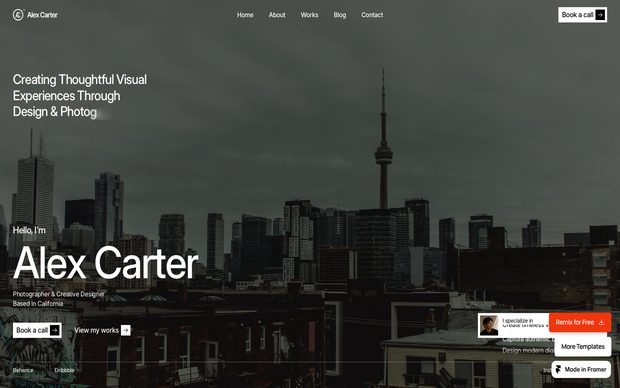 Alex Carter
Home
About
Works
Blog
Contact
Book a call
Creating Thoughtful Visual
Experiences Through
Design & Photog
Hello, I'm
Alex Carter
Photographer & Creative Designer
Based in California
Book a call
View my works
I specialize in
Capture authentic
Design modern
Remix for Free
More Templates
Made in Framer
Behance
Dribbble